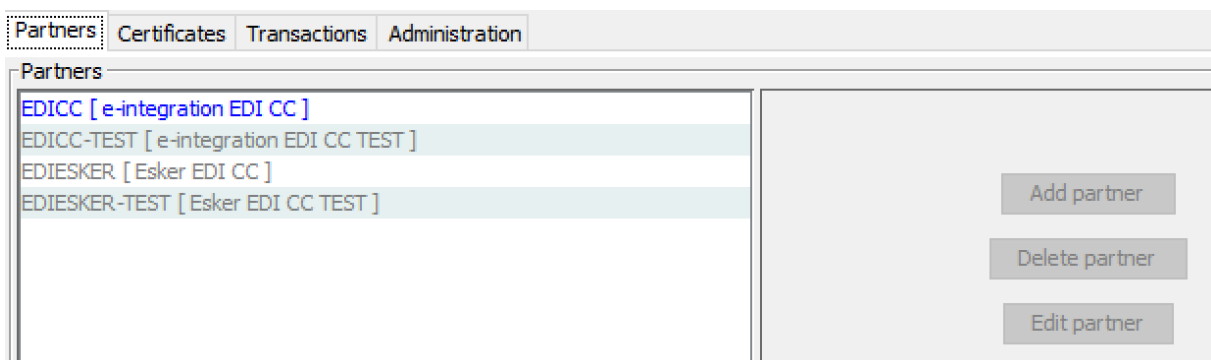 Partners Certificates Transactions Administration
Partners
EDICC [ e-integration EDI CC ]
EDICC-TEST [ e-integration EDI CC TEST ]
EDIESKER [ Esker EDI CC ]
EDIESKER-TEST [ Esker EDI CC TEST ]
Add partner
Delete partner
Edit partner